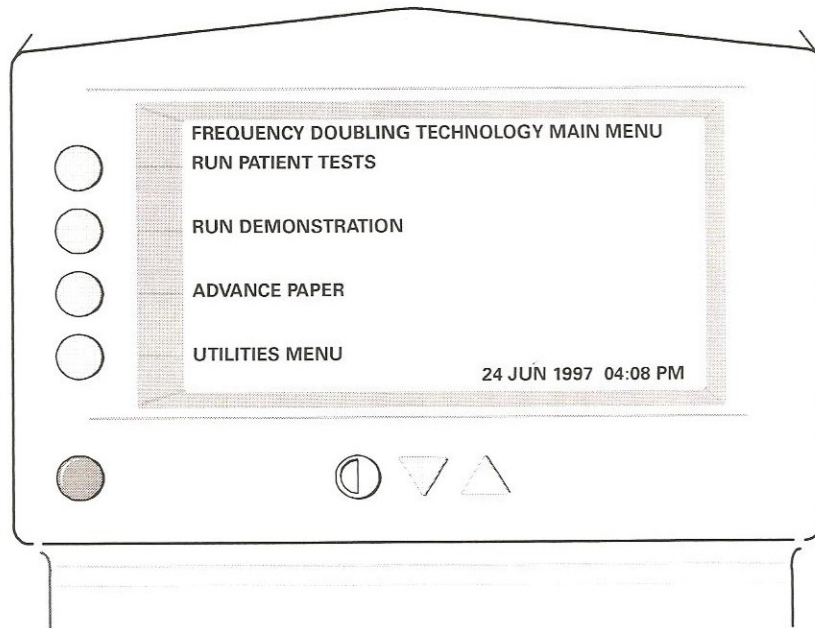 FREQUENCY DOUBLING TECHNOLOGY MAIN MENU
RUN PATIENT TESTS
RUN DEMONSTRATION
ADVANCE PAPER
UTILITIES MENU
24 JUN 1997 04:08 PM